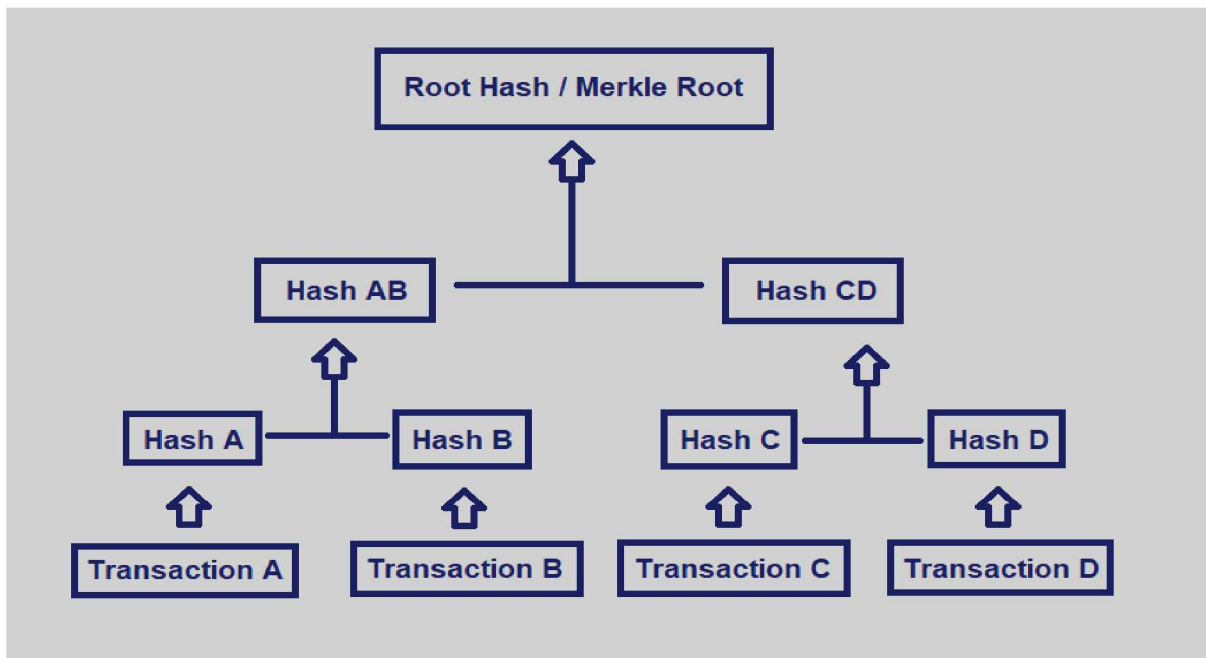 Root Hash / Merkle Root
Hash AB
Hash CD
Hash A
Hash B
Hash C
Hash D
Transaction A
Transaction B
Transaction C
Transaction D